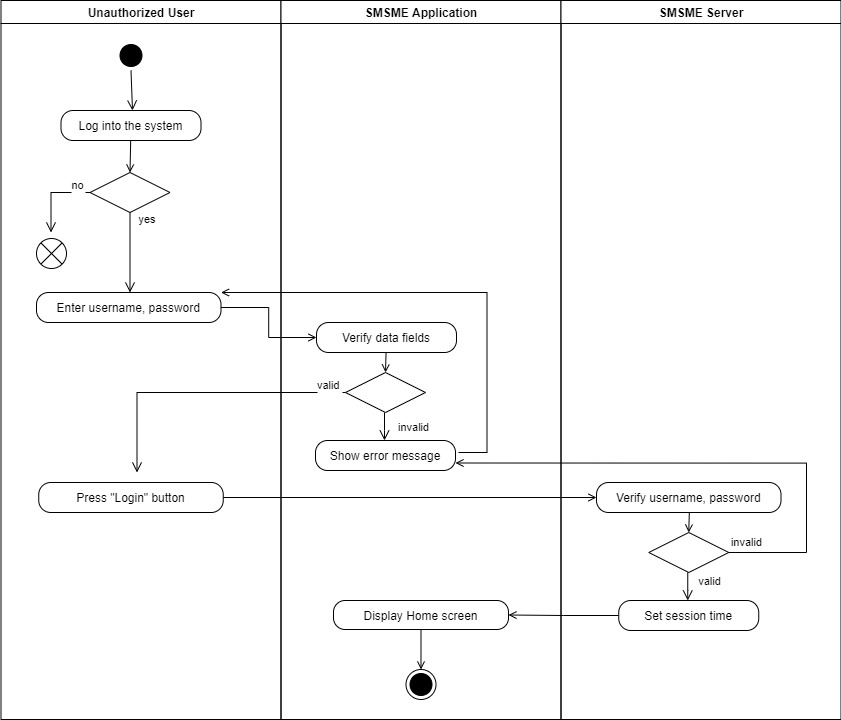 Unauthorized User
SMSME Application
SMSME Server
Log into the system
no
yes
Enter username, password
Verify data fields
valid
invalid
Show error message
Press "Login" button
Verify username, password
invalid
valid
Display Home screen
Set session time